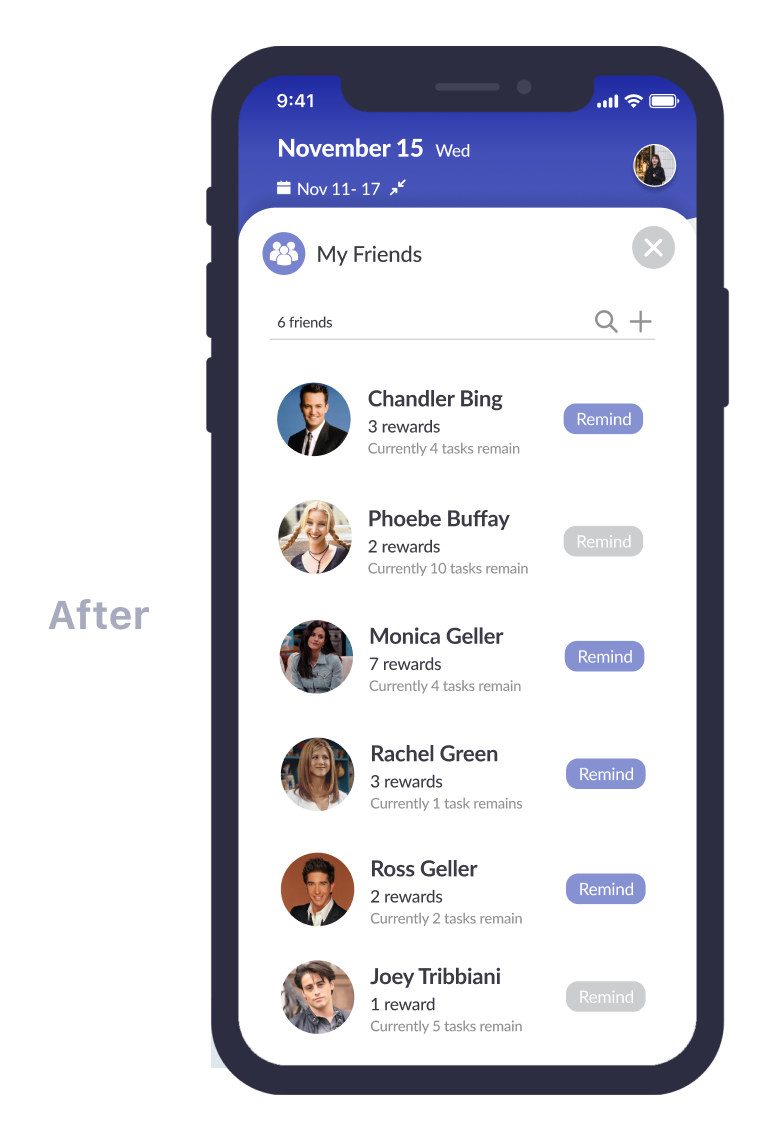 9:41
November 15 Wed
Nov 11- 17
My Friends
6 friends
Chandler Bing
3 rewards
Currently 4 tasks remain
Remind
Phoebe Buffay
2 rewards
Currently 10 tasks remain
Remind
After
Monica Geller
7 rewards
Currently 4 tasks remain
Remind
Rachel Green
3 rewards
Currently 1 task remains
Remind
Ross Geller
2 rewards
Currently 2 tasks remain
Remind
Joey Tribbiani
1 reward
Currently 5 tasks remain
Remind